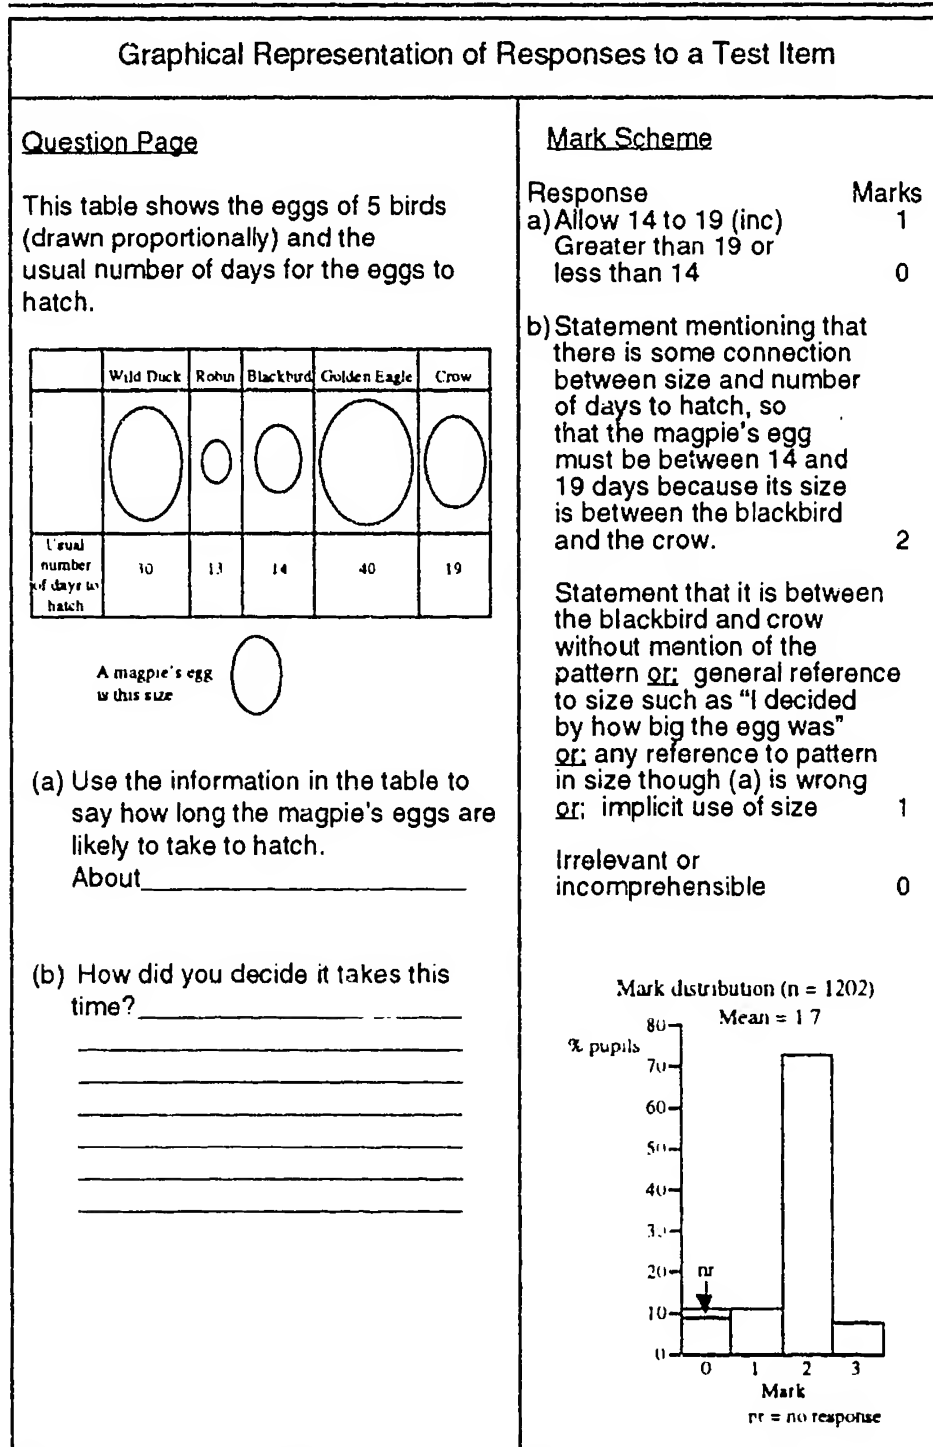 Graphical Representation of Responses to a Test Item
Question Page
This table shows the eggs of 5 birds
(drawn proportionally) and the
usual number of days for the eggs to
hatch.
Wild Duck Robin Blackbird Golden Eagle Crow
Usual
number
of days to
hatch
30 13 14 40 19
A magpie's egg
is this size
(a) Use the information in the table to
say how long the magpie's eggs are
likely to take to hatch.
About
(b) How did you decide it takes this
time?
Mark Scheme
Response Marks
a) Allow 14 to 19 (inc) 1
Greater than 19 or
less than 14 0
b) Statement mentioning that
there is some connection
between size and number
of days to hatch, so
that the magpie's egg
must be between 14 and
19 days because its size
is between the blackbird
and the crow. 2
Statement that it is between
the blackbird and crow
without mention of the
pattern or: general reference
to size such as "I decided
by how big the egg was"
or: any reference to pattern
in size though (a) is wrong
or: implicit use of size 1
Irrelevant or
incomprehensible 0
Mark distribution (n = 1202)
Mean = 1 7
% pupils
80
70
60
50
40
30
20
10
0
nr
0 1 2 3
Mark
nr = no response